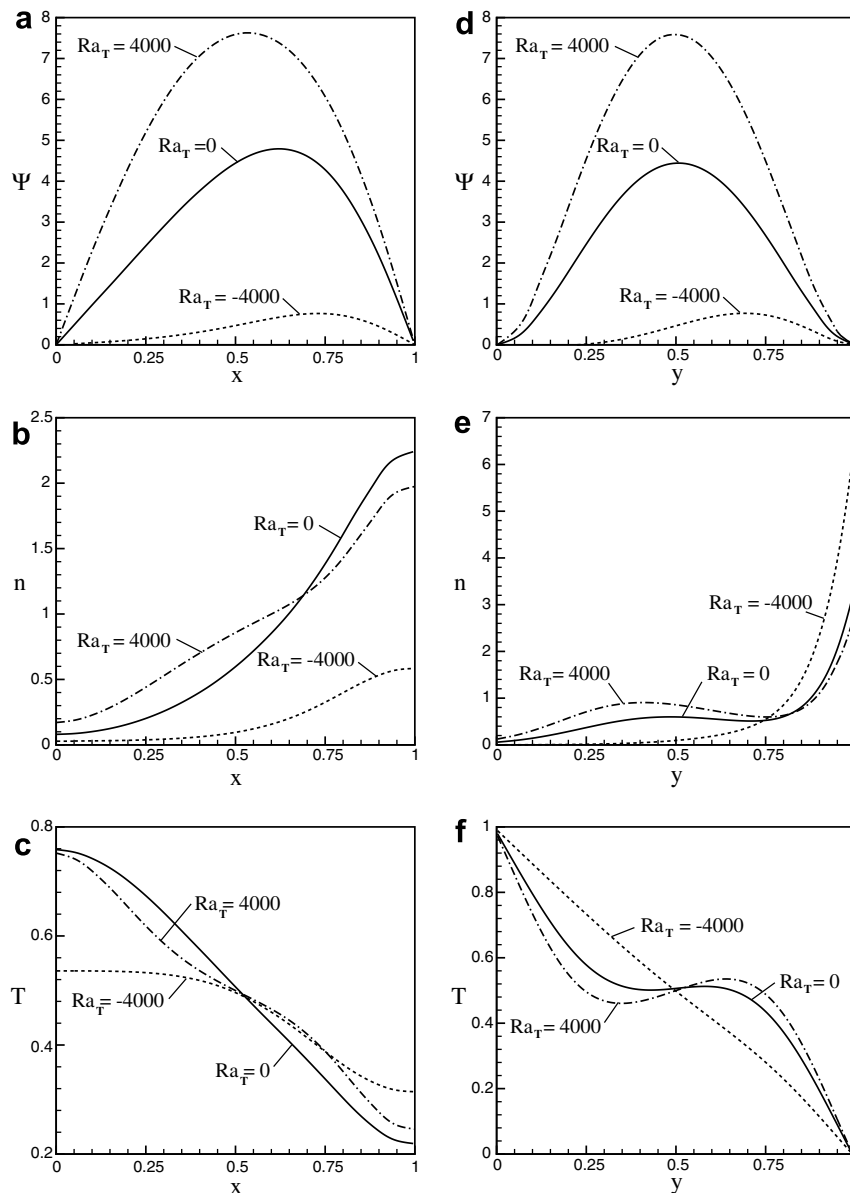 a
8
7
6
5
4
3
2
1
0
Ψ
Ra_T = 4000
Ra_T=0
Ra_T = -4000
0
0.25
0.5
0.75
1
x
d
8
7
6
5
4
3
2
1
0
Ψ
Ra_T = 4000
Ra_T = 0
Ra_T = -4000
0
0.25
0.5
0.75
y
b
2.5
2
1.5
1
0.5
0
n
Ra_T = 0
Ra_T = 4000
Ra_T = -4000
0
0.25
0.5
0.75
1
x
e
7
6
5
4
3
2
1
0
n
Ra_T = -4000
Ra_T = 4000
Ra_T = 0
0
0.25
0.5
0.75
y
c
0.8
0.6
0.4
0.2
T
Ra_T= 4000
Ra_T= -4000
Ra_T= 0
0
0.25
0.5
0.75
1
x
f
1
0.8
0.6
0.4
0.2
0
T
Ra_T = -4000
Ra_T = 0
Ra_T = 4000
0
0.25
0.5
0.75
y